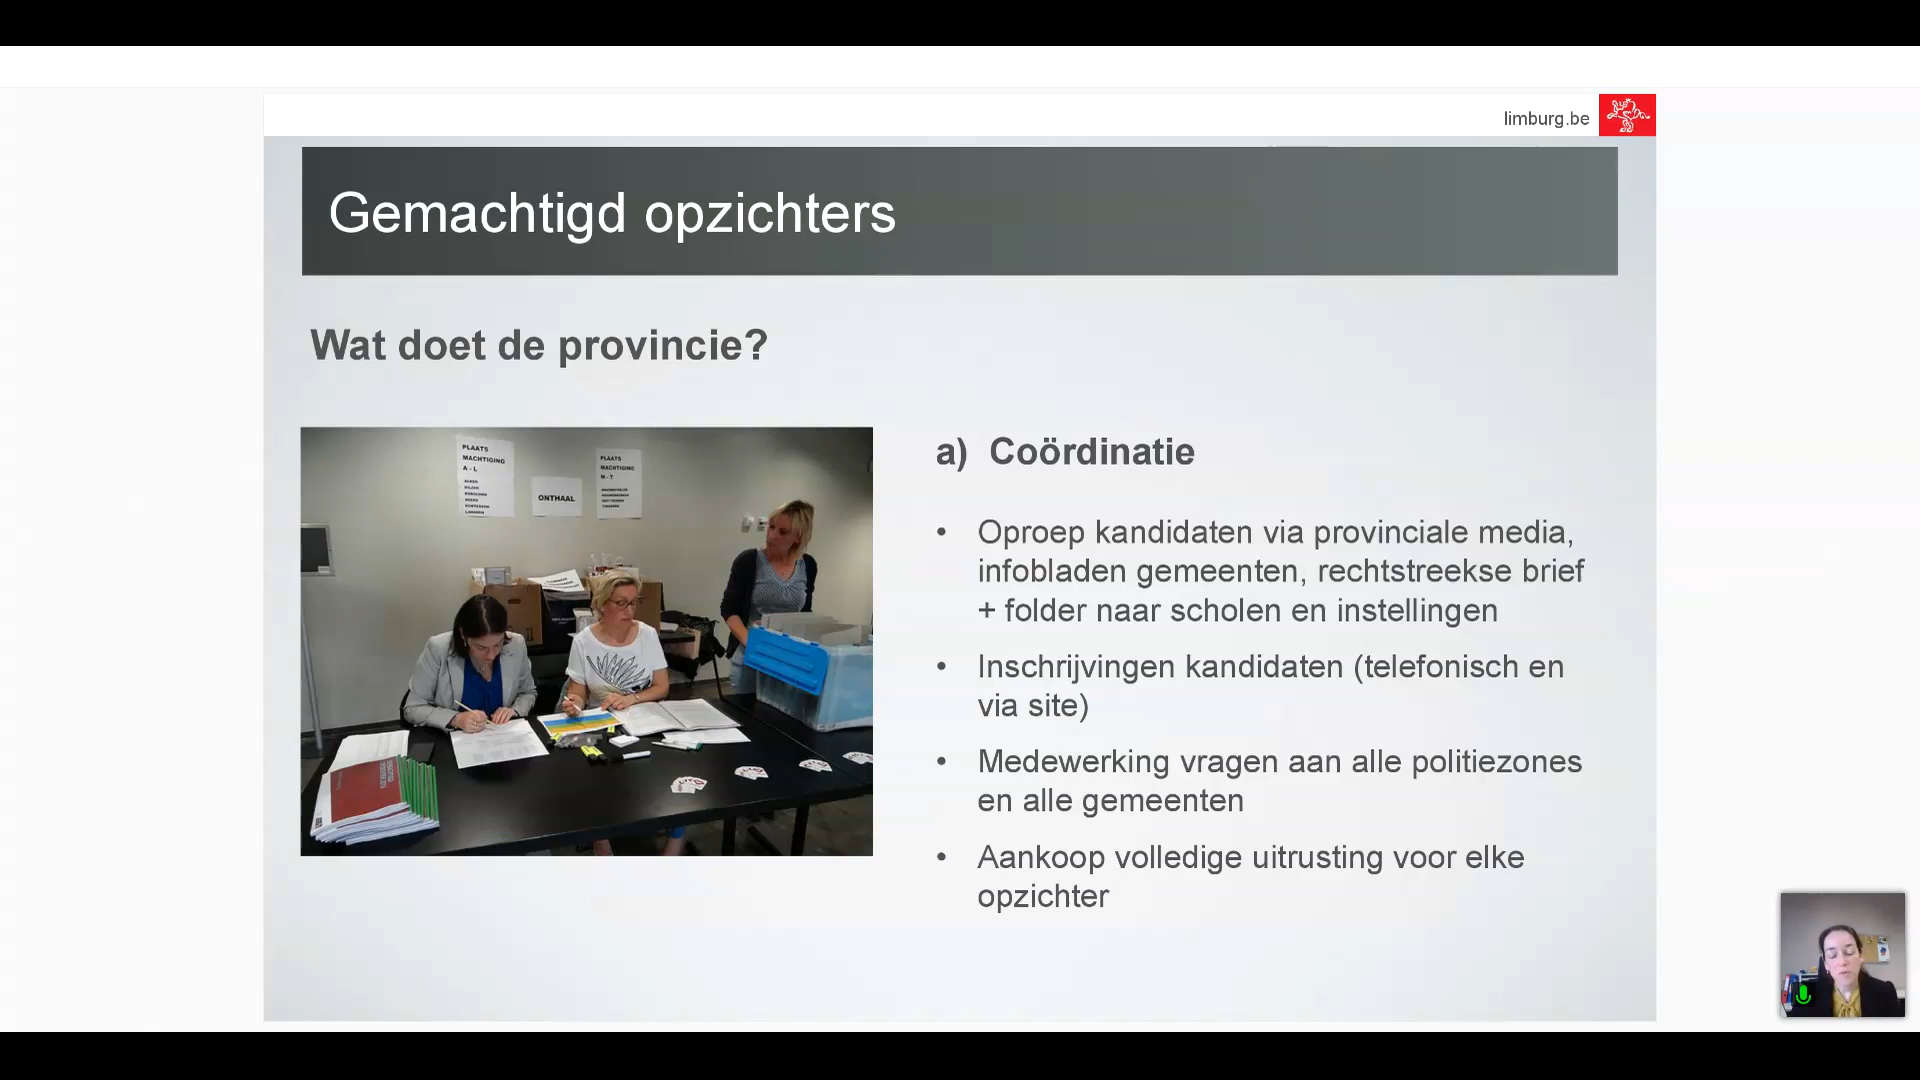 limburg.be
Gemachtigd opzichters
Wat doet de provincie?
PLAATS
MACHTIGING
A - L
ONTHAAL
PLAATS
MACHTIGING
M - T
a) Coördinatie
• Oproep kandidaten via provinciale media,
infobladen gemeenten, rechtstreekse brief
+ folder naar scholen en instellingen
• Inschrijvingen kandidaten (telefonisch en
via site)
• Medewerking vragen aan alle politiezones
en alle gemeenten
• Aankoop volledige uitrusting voor elke
opzichter